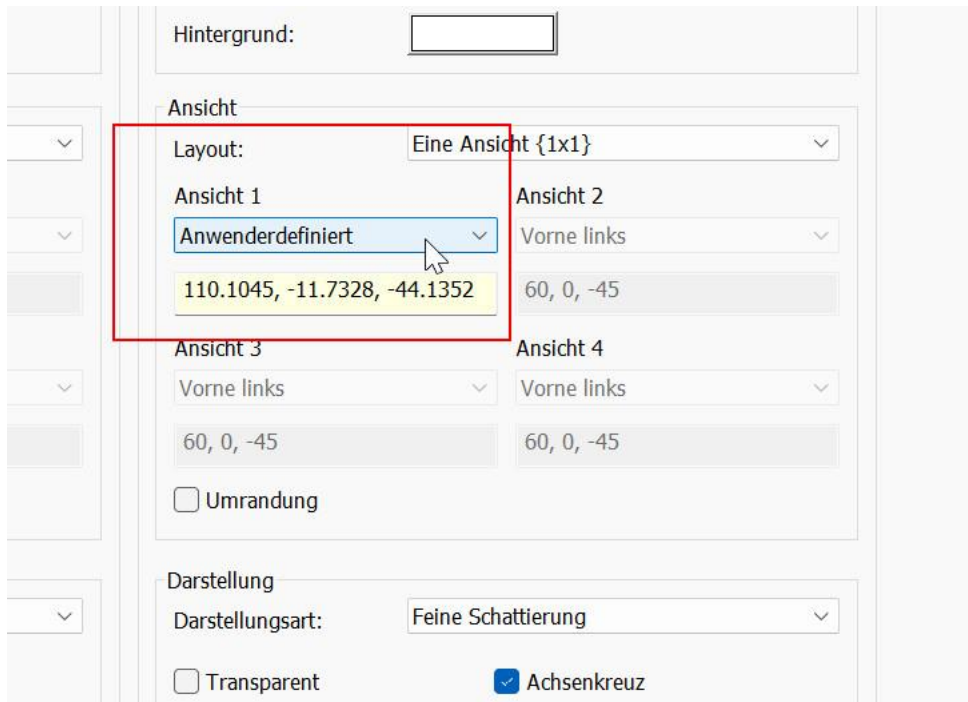 Hintergrund:
Ansicht
Layout:
Eine Ansicht {1x1}
Ansicht 1
Ansicht 2
Anwenderdefiniert
Vorne links
110.1045, -11.7328, -44.1352
60, 0, -45
Ansicht 3
Ansicht 4
Vorne links
Vorne links
60, 0, -45
60, 0, -45
Umrandung
Darstellung
Darstellungsart:
Feine Schattierung
Transparent
Achsenkreuz